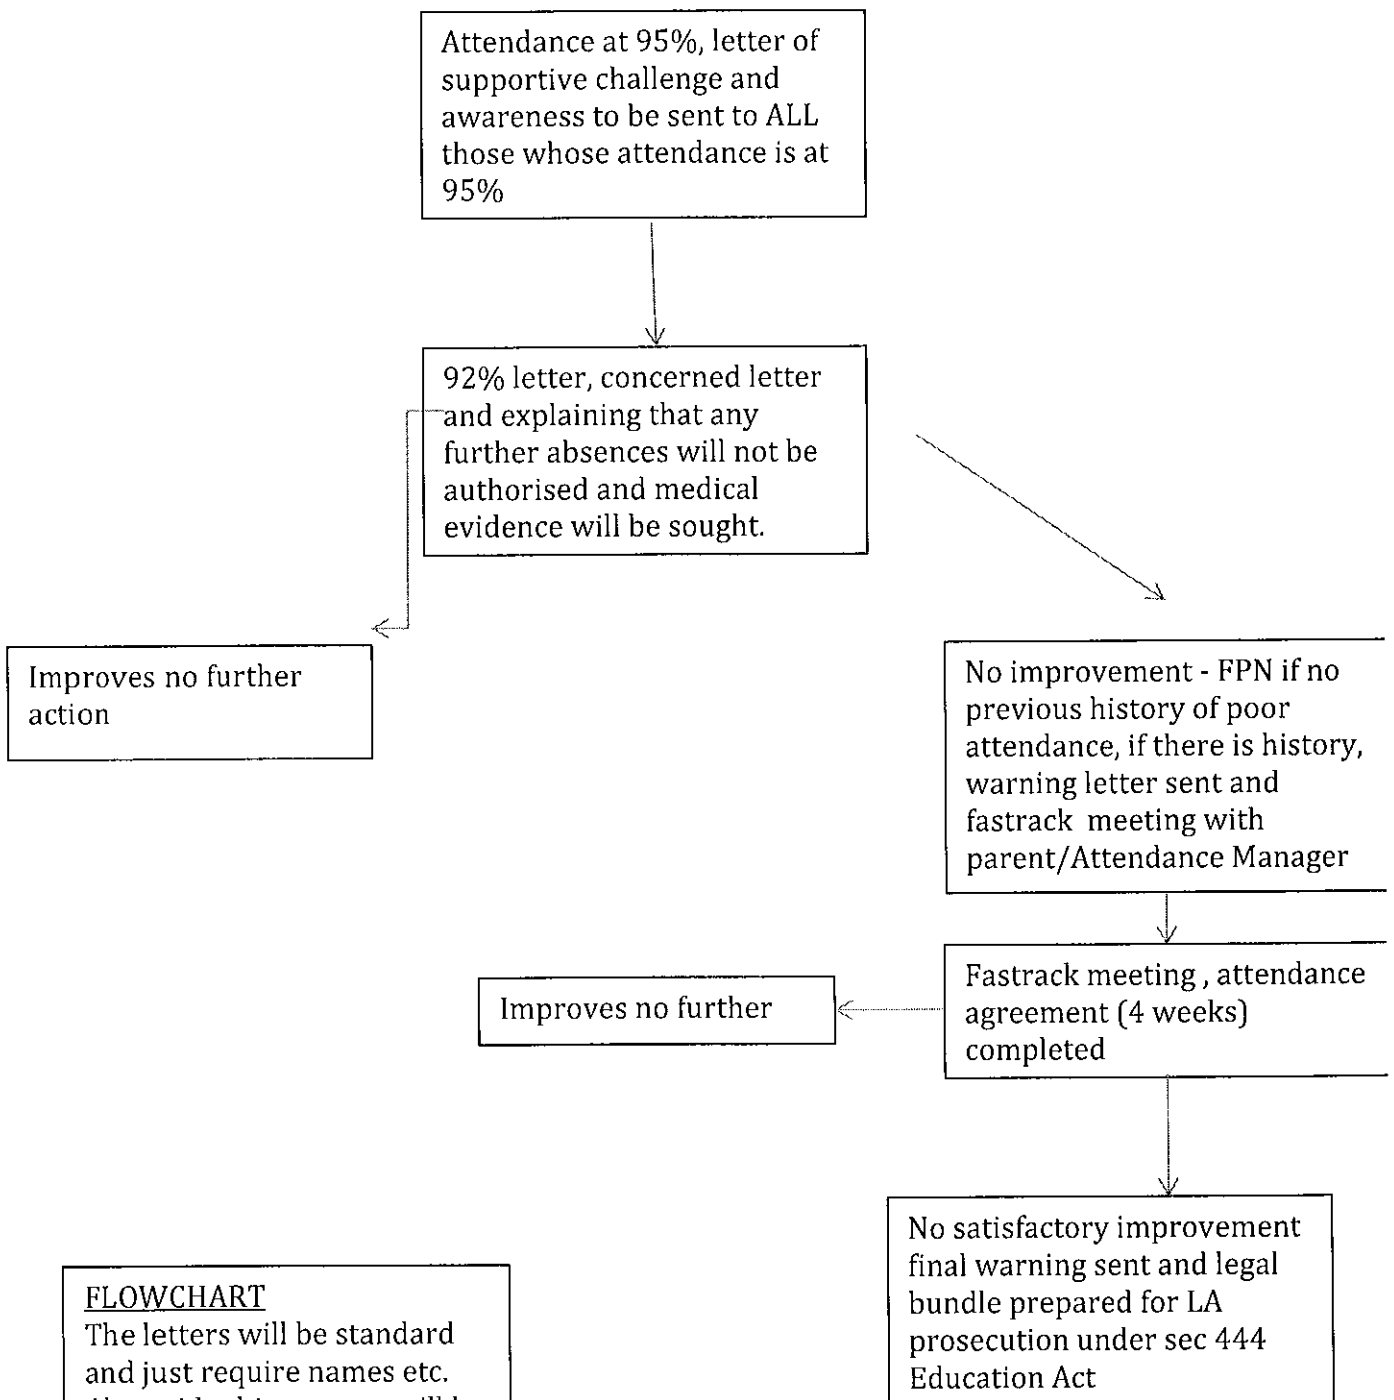 Attendance at 95%, letter of
supportive challenge and
awareness to be sent to ALL
those whose attendance is at
95%
92% letter, concerned letter
and explaining that any
further absences will not be
authorised and medical
evidence will be sought.
Improves no further
action
No improvement - FPN if no
previous history of poor
attendance, if there is history,
warning letter sent and
fastrack meeting with
parent/Attendance Manager
Fastrack meeting , attendance
agreement (4 weeks)
completed
Improves no further
No satisfactory improvement
final warning sent and legal
bundle prepared for LA
prosecution under sec 444
Education Act
FLOWCHART
The letters will be standard
and just require names etc.